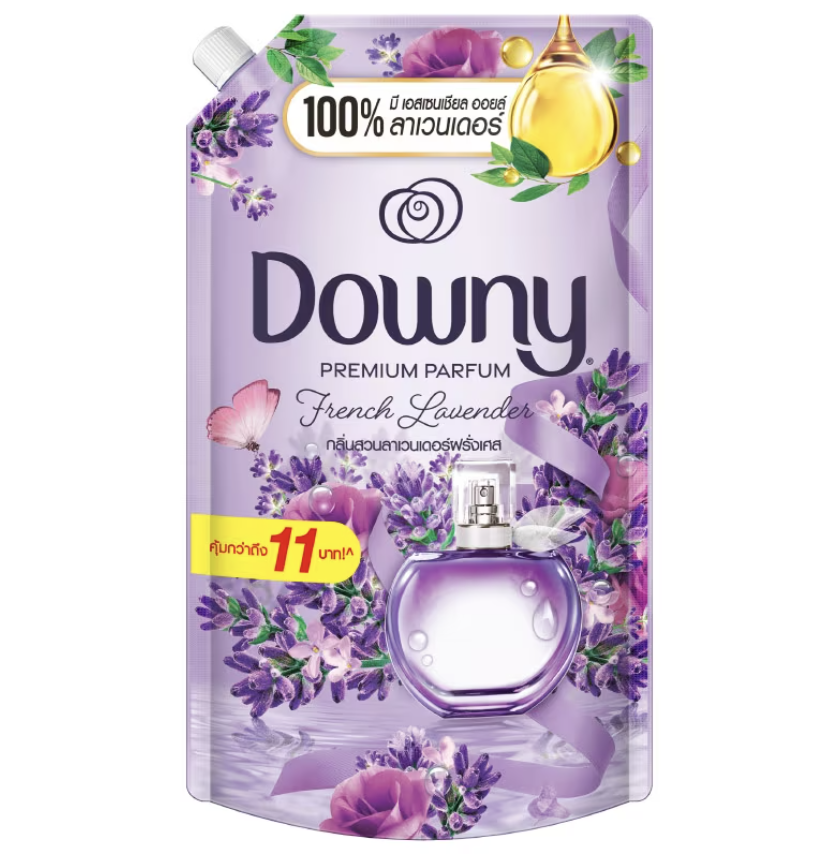 100% มี เอสเซนเชียล ออยล์
ลาเวนเดอร์
Downy®
PREMIUM PARFUM
French Lavender
กลิ่นสวนลาเวนเดอร์ฝรั่งเศส
คุ้มกว่าถึง 11 บาท!^